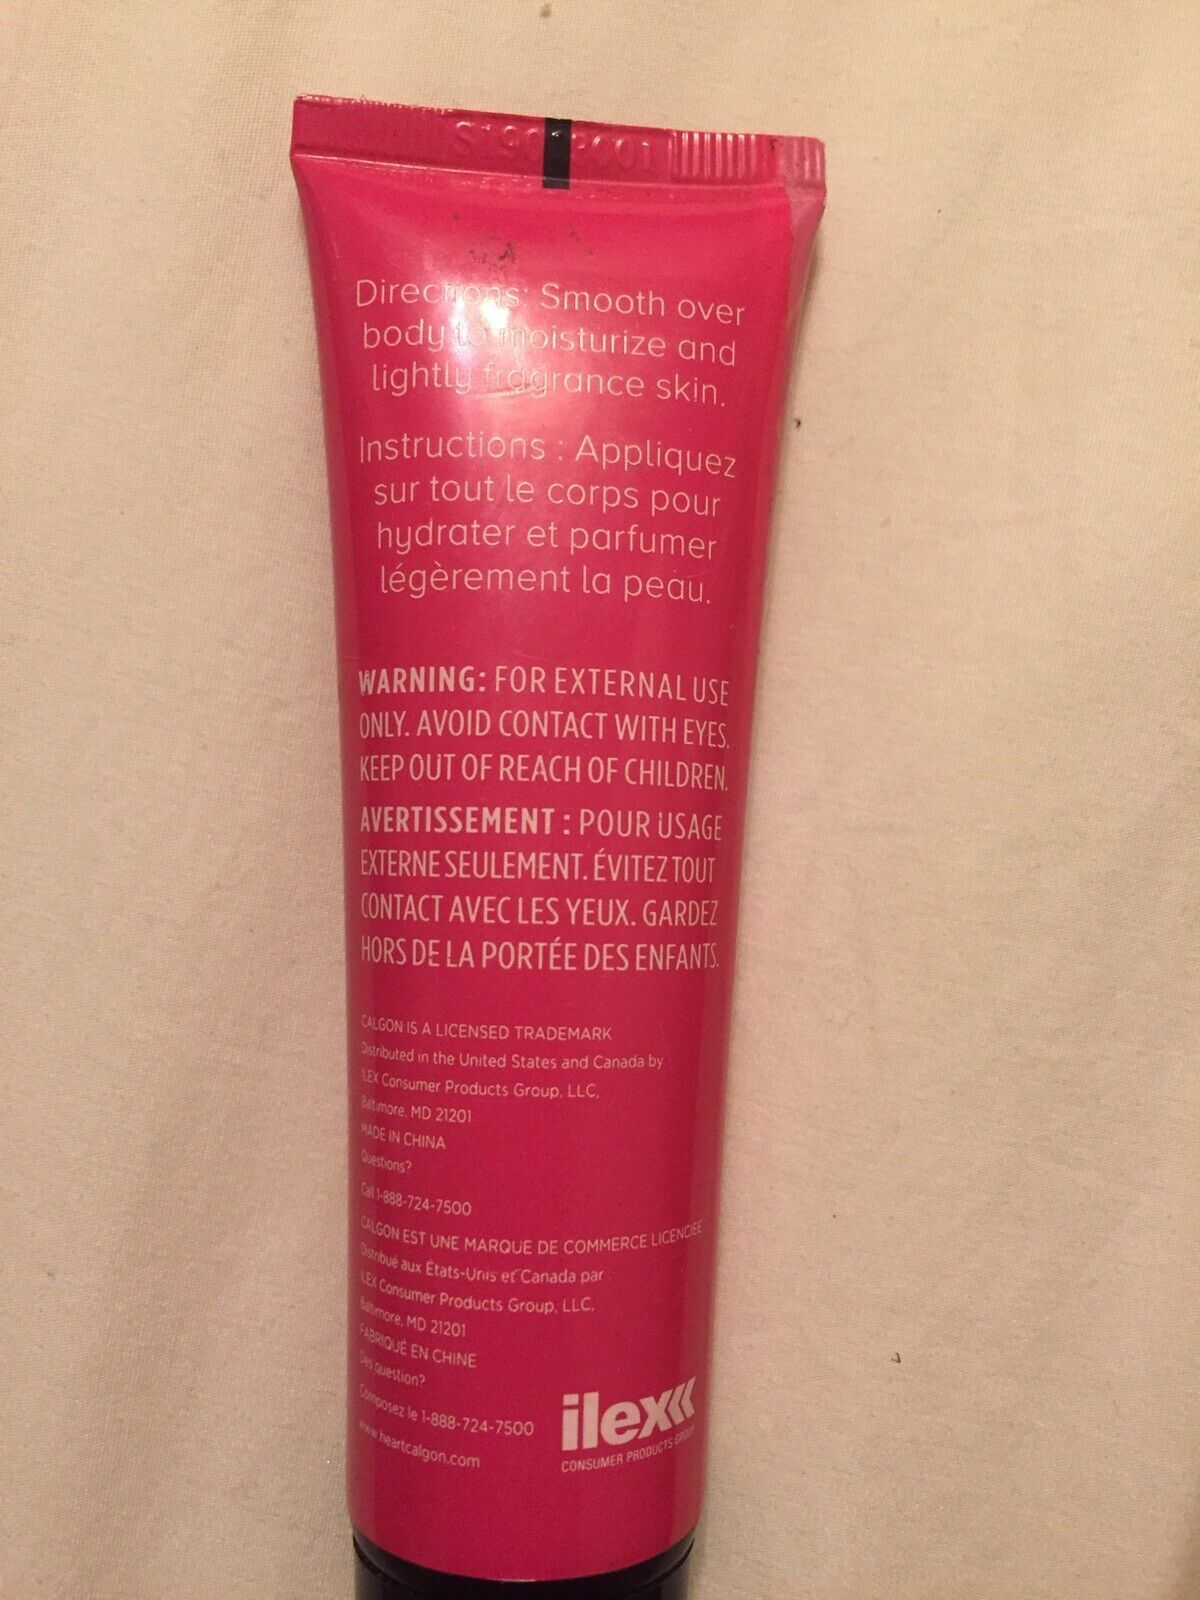 Directions: Smooth over
body to moisturize and
lightly fragrance skin.
Instructions : Appliquez
sur tout le corps pour
hydrater et parfumer
légèrement la peau.
WARNING: FOR EXTERNAL USE
ONLY. AVOID CONTACT WITH EYES.
KEEP OUT OF REACH OF CHILDREN.
AVERTISSEMENT : POUR USAGE
EXTERNE SEULEMENT. ÉVITEZ TOUT
CONTACT AVEC LES YEUX. GARDEZ
HORS DE LA PORTÉE DES ENFANTS.
CALGON IS A LICENSED TRADEMARK
Distributed in the United States and Canada by
ILEX Consumer Products Group, LLC,
Baltimore, MD 21201
MADE IN CHINA
Questions?
Call 1-888-724-7500
CALGON EST UNE MARQUE DE COMMERCE LICENCIEE
Distribué aux États-Unis et Canada par :
ILEX Consumer Products Group, LLC.
Baltimore, MD 21201
FABRIQUÉ EN CHINE
Des question?
Composez le 1-888-724-7500
www.heartcalgon.com
ilex
CONSUMER PRODUCTS GROUP